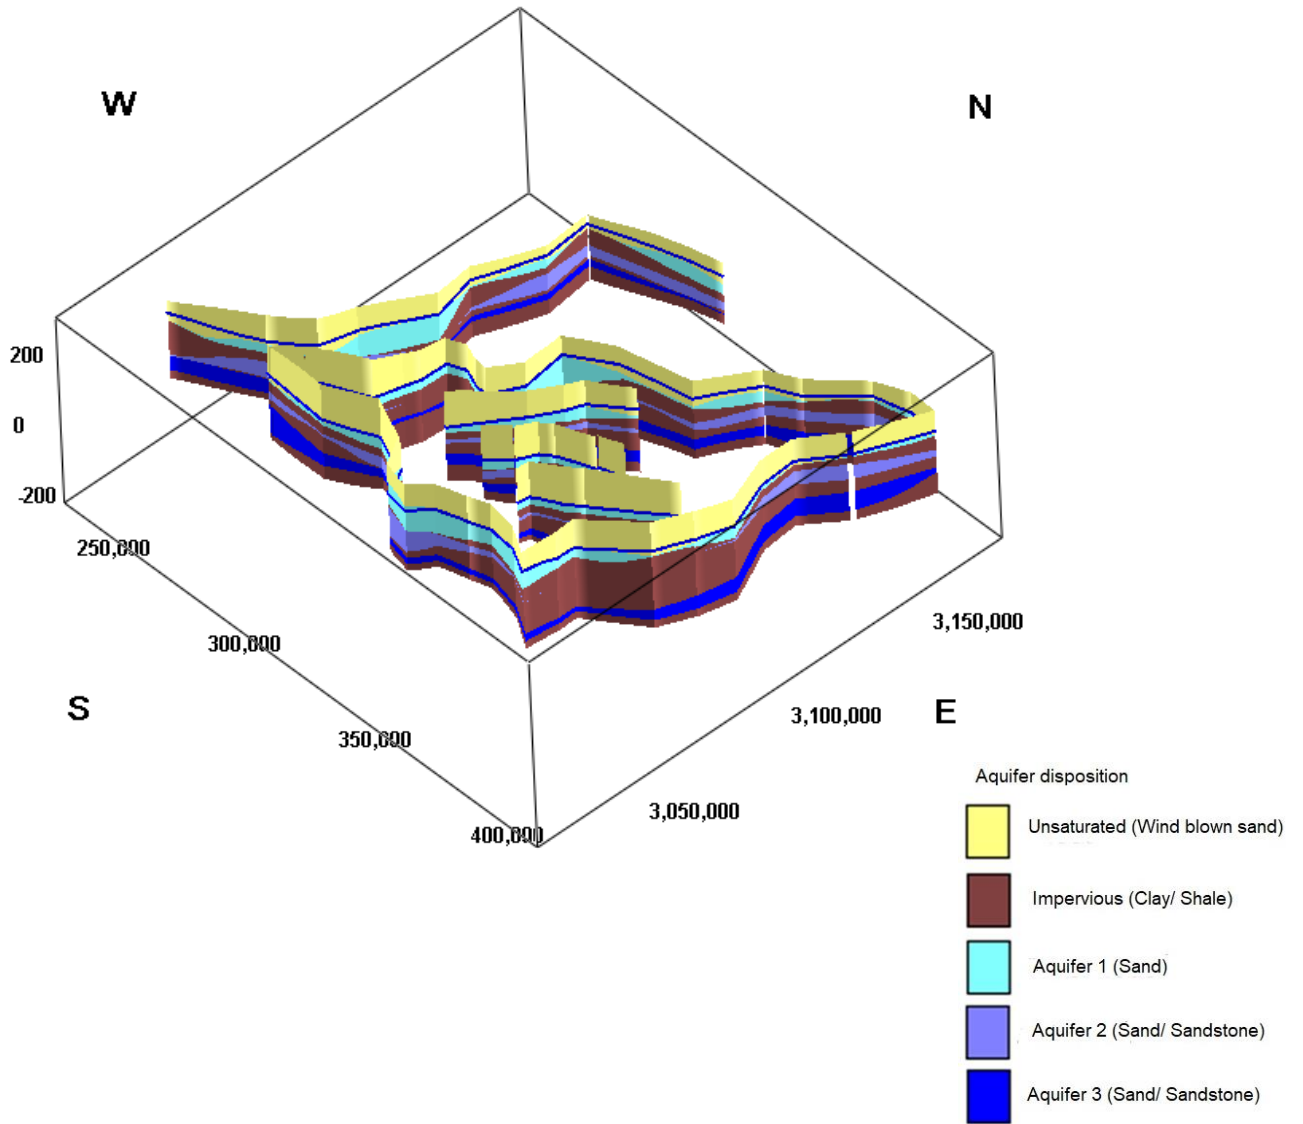 W
N
200
0
-200
250,000
300,000
350,000
400,000
3,050,000
3,100,000
3,150,000
S
E
Aquifer disposition
Unsaturated (Wind blown sand)
Impervious (Clay/ Shale)
Aquifer 1 (Sand)
Aquifer 2 (Sand/ Sandstone)
Aquifer 3 (Sand/ Sandstone)